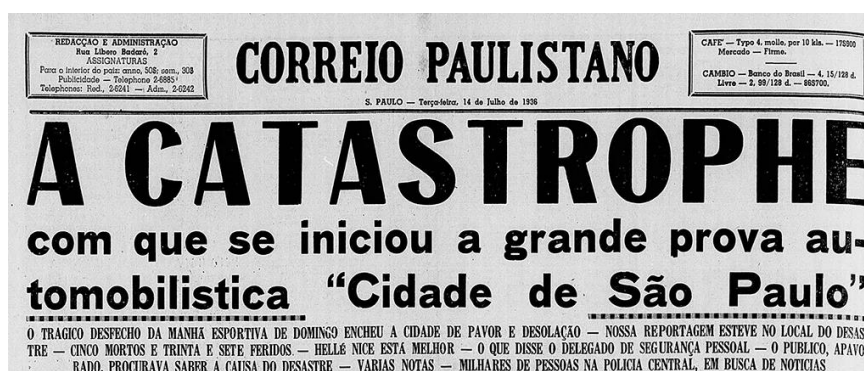 REDACÇÃO E ADMINISTRAÇÃO
Rua Libero Badaró, 2
ASSIGNATURAS
Para o interior do paiz: anno, 50$; sem., 30$
Publicidade — Telephone 2-6885
Telephones: Red., 2-6241 — Adm., 2-6242
CORREIO PAULISTANO
S. PAULO — Terça-feira, 14 de Julho de 1936
CAFE' — Typo 4, molle, por 10 kls. — 17$900
Mercado — Firme.
CAMBIO — Banco do Brasil — 4, 15/128 d.
Livre — 2, 99/128 d. — 86$700.
A CATASTROPHE
com que se iniciou a grande prova au-
tomobilistica "Cidade de São Paulo"
O TRAGICO DESFECHO DA MANHÃ ESPORTIVA DE DOMINGO ENCHEU A CIDADE DE PAVOR E DESOLAÇÃO — NOSSA REPORTAGEM ESTEVE NO LOCAL DO DESAS
TRE — CINCO MORTOS E TRINTA E SETE FERIDOS — HELLÉ NICE ESTÁ MELHOR — O QUE DISSE O DELEGADO DE SEGURANÇA PESSOAL — O PUBLICO, APAVO
RADO, PROCURAVA SABER A CAUSA DO DESASTRE — VARIAS NOTAS — MILHARES DE PESSOAS NA POLICIA CENTRAL, EM BUSCA DE NOTICIAS